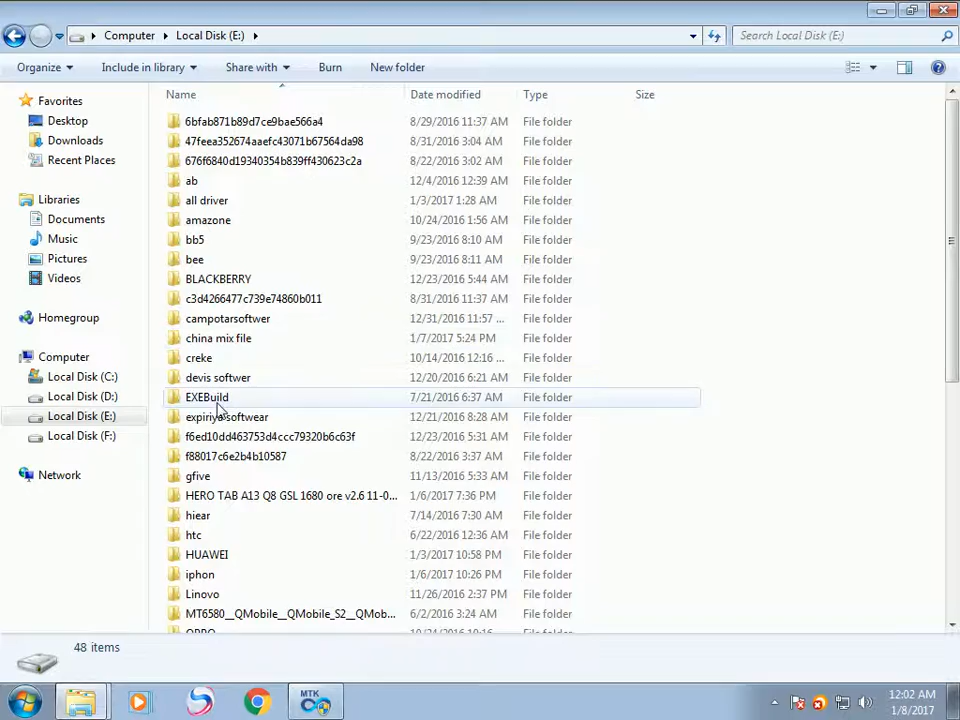 Computer Local Disk (E:) Search Local Disk (E:)
Organize Include in library Share with Burn New folder
Name Date modified Type Size
Favorites
Desktop
Downloads
Recent Places
Libraries
Documents
Music
Pictures
Videos
Homegroup
Computer
Local Disk (C:)
Local Disk (D:)
Local Disk (E:)
Local Disk (F:)
Network
6bfab871b89d7ce9bae566a4 8/29/2016 11:37 AM File folder
47feea352674aaefc43071b67564da98 8/31/2016 3:04 AM File folder
676f6840d19340354b839ff430623c2a 8/22/2016 3:02 AM File folder
ab 12/4/2016 12:39 AM File folder
all driver 1/3/2017 1:28 AM File folder
amazone 10/24/2016 1:56 AM File folder
bb5 9/23/2016 8:10 AM File folder
bee 9/23/2016 8:11 AM File folder
BLACKBERRY 12/23/2016 5:44 AM File folder
c3d4266477c739e74860b011 8/31/2016 11:37 AM File folder
campotarsoftwer 12/31/2016 11:57 ... File folder
china mix file 1/7/2017 5:24 PM File folder
creke 10/14/2016 12:16 ... File folder
devis softwer 12/20/2016 6:21 AM File folder
EXEBuild 7/21/2016 6:37 AM File folder
expiriya softwear 12/21/2016 8:28 AM File folder
f6ed10dd463753d4ccc79320b6c63f 12/23/2016 5:31 AM File folder
f88017c6e2b4b10587 8/22/2016 3:37 AM File folder
gfive 11/13/2016 5:33 AM File folder
HERO TAB A13 Q8 GSL 1680 ore v2.6 11-0... 1/6/2017 7:36 PM File folder
hiear 7/14/2016 7:30 AM File folder
htc 6/22/2016 12:36 AM File folder
HUAWEI 1/3/2017 10:58 PM File folder
iphon 1/6/2017 10:26 PM File folder
Linovo 11/26/2016 2:37 PM File folder
MT6580__QMobile__QMobile_S2__QMob... 6/2/2016 3:24 AM File folder
OPPO 10/24/2016 10:16 File folder
48 items
MTK
12:02 AM
1/8/2017